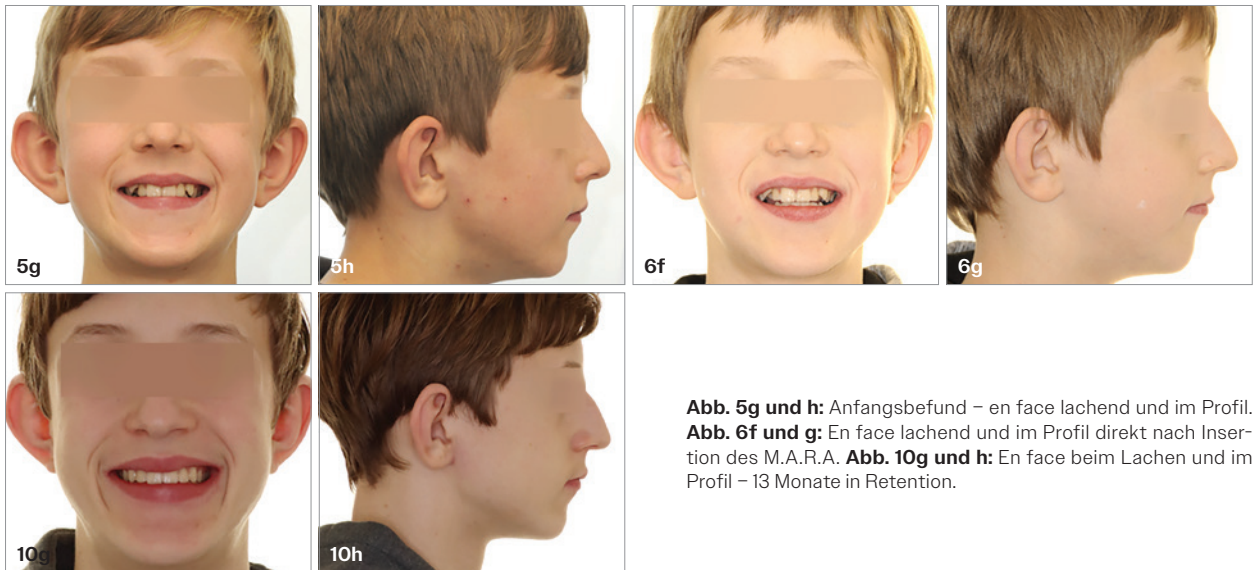 5g
5h
6f
6g
10g
10h
Abb. 5g und h: Anfangsbefund – en face lachend und im Profil.
Abb. 6f und g: En face lachend und im Profil direkt nach Inser-
tion des M.A.R.A. Abb. 10g und h: En face beim Lachen und im
Profil – 13 Monate in Retention.